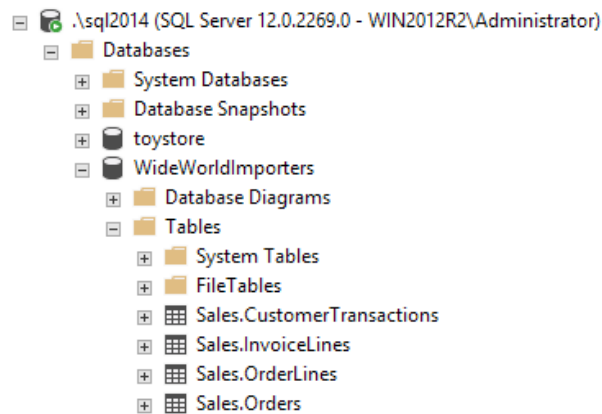 .\sql2014 (SQL Server 12.0.2269.0 - WIN2012R2\Administrator)
Databases
System Databases
Database Snapshots
toystore
WideWorldImporters
Database Diagrams
Tables
System Tables
FileTables
Sales.CustomerTransactions
Sales.InvoiceLines
Sales.OrderLines
Sales.Orders